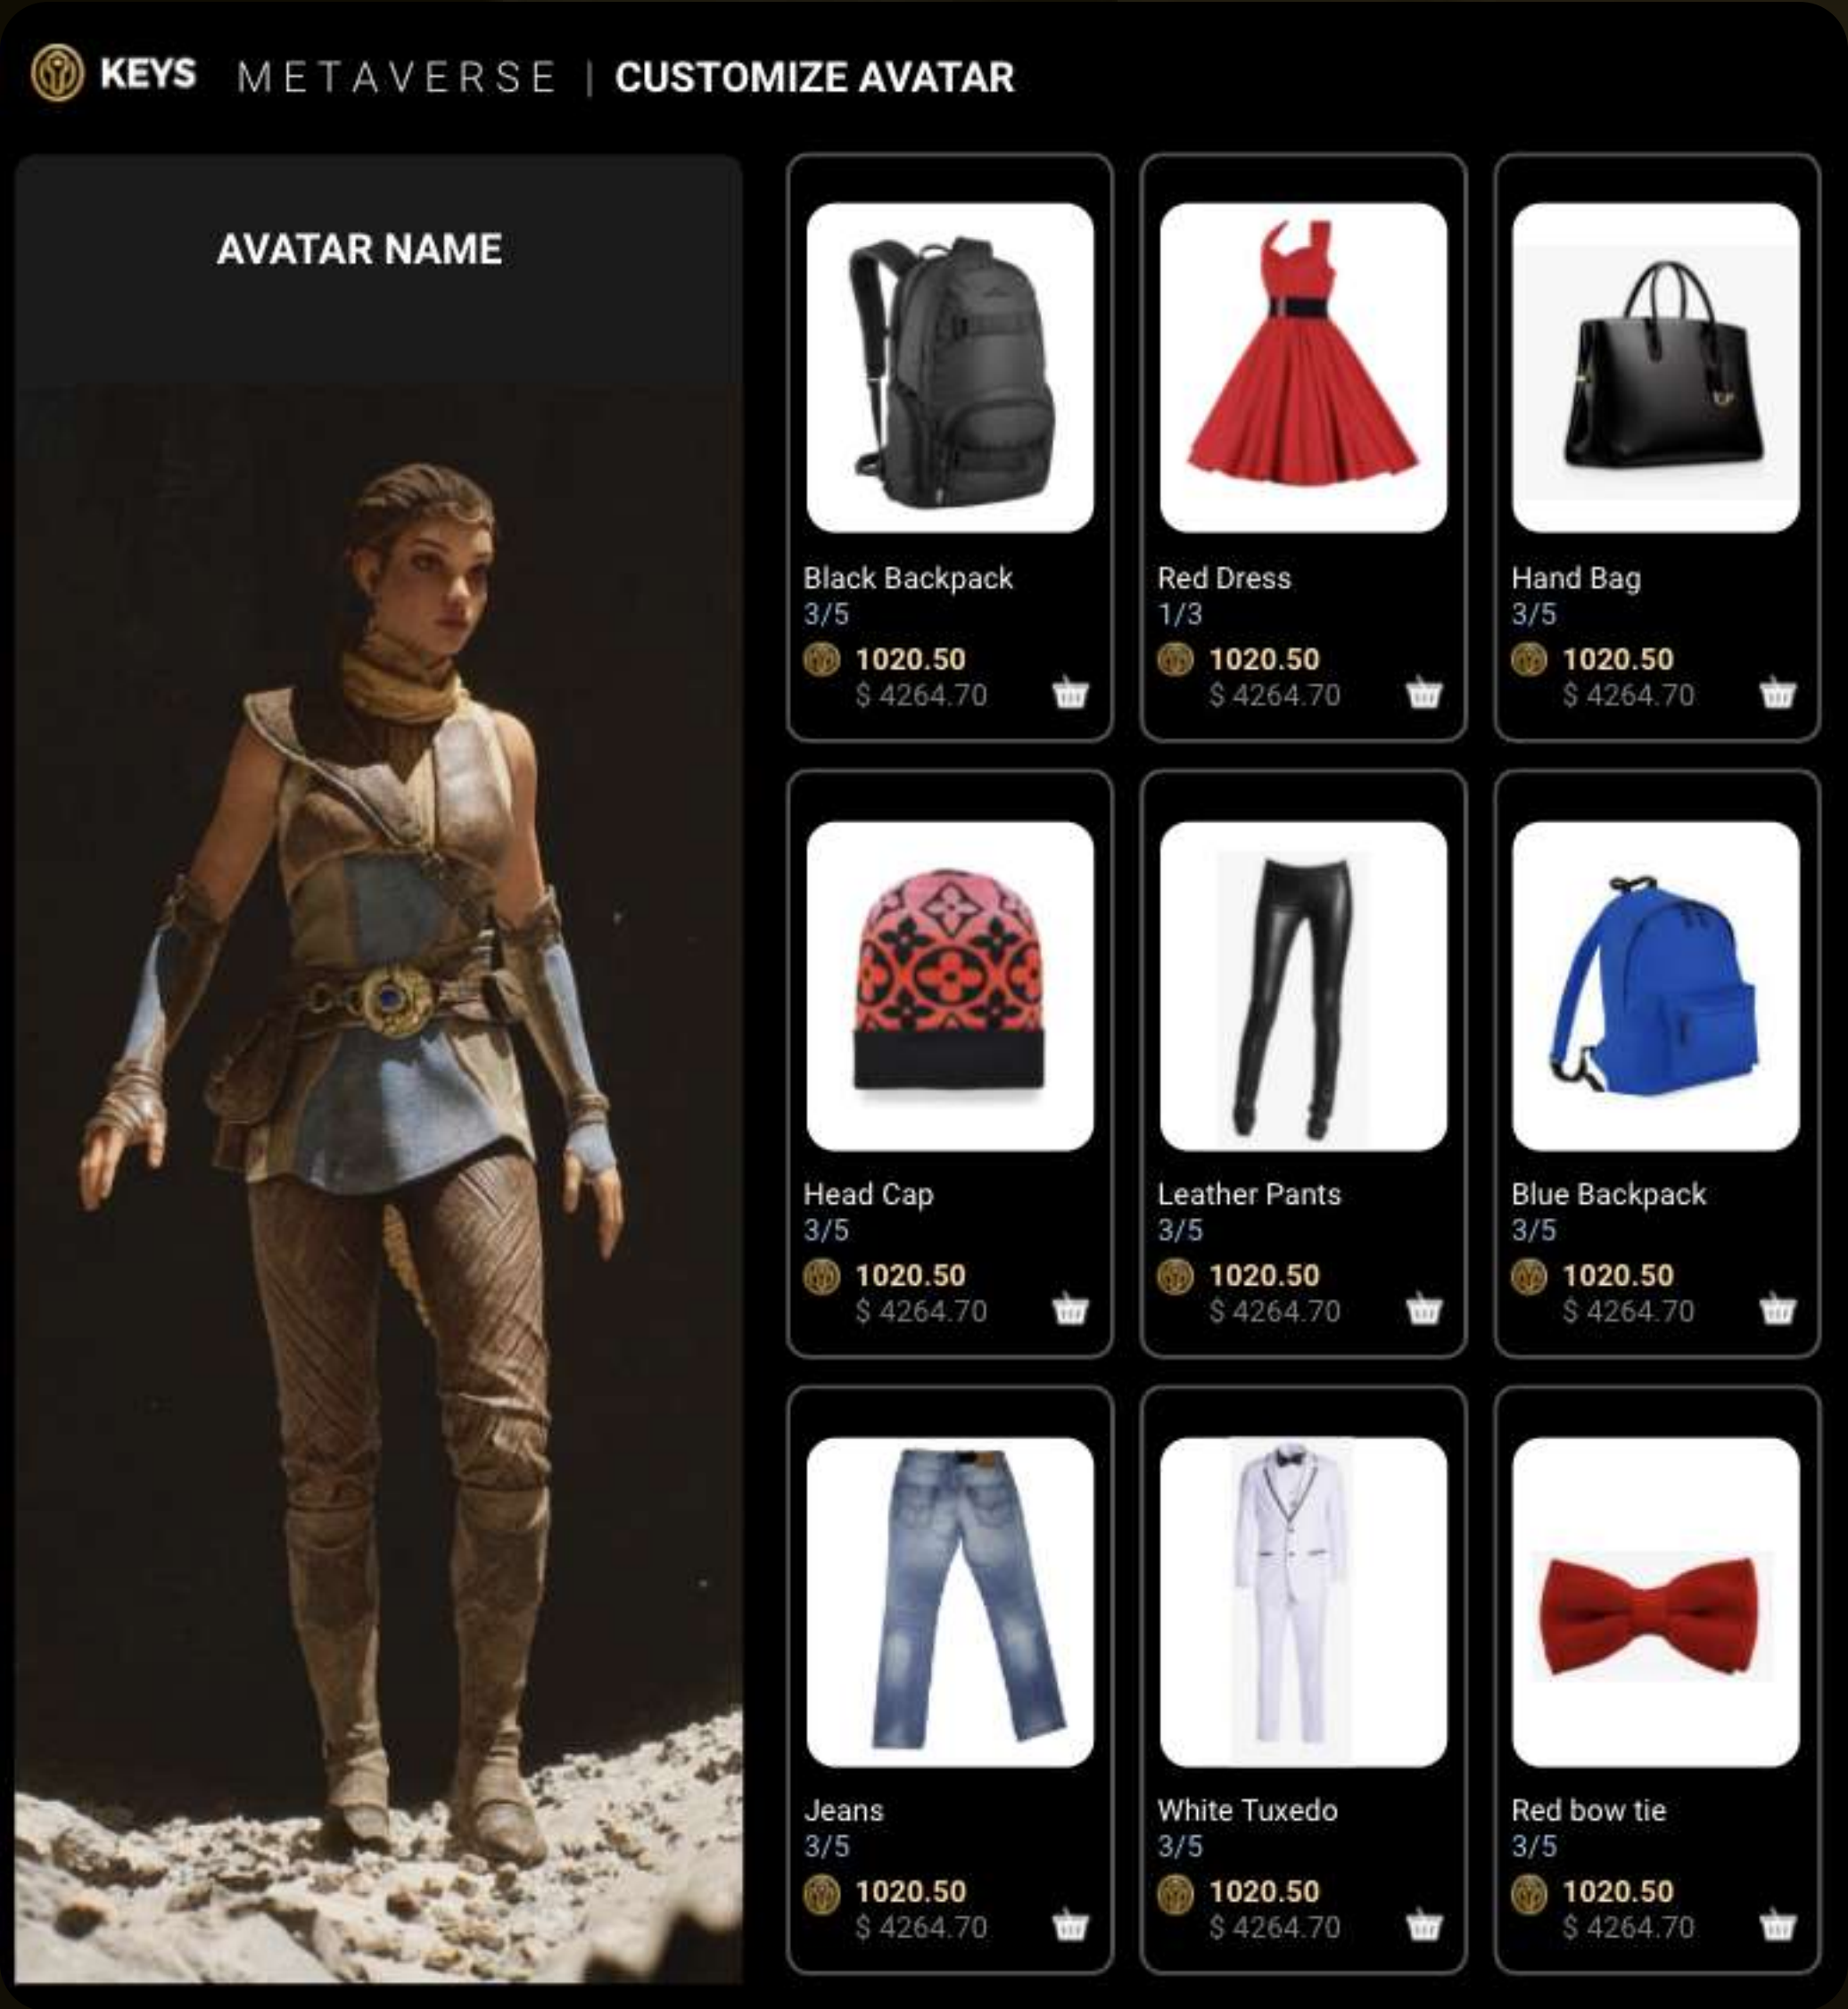 KEYS METAVERSE | CUSTOMIZE AVATAR
AVATAR NAME
Black Backpack
3/5
1020.50
$ 4264.70
Red Dress
1/3
1020.50
$ 4264.70
Hand Bag
3/5
1020.50
$ 4264.70
Head Cap
3/5
1020.50
$ 4264.70
Leather Pants
3/5
1020.50
$ 4264.70
Blue Backpack
3/5
1020.50
$ 4264.70
Jeans
3/5
1020.50
$ 4264.70
White Tuxedo
3/5
1020.50
$ 4264.70
Red bow tie
3/5
1020.50
$ 4264.70